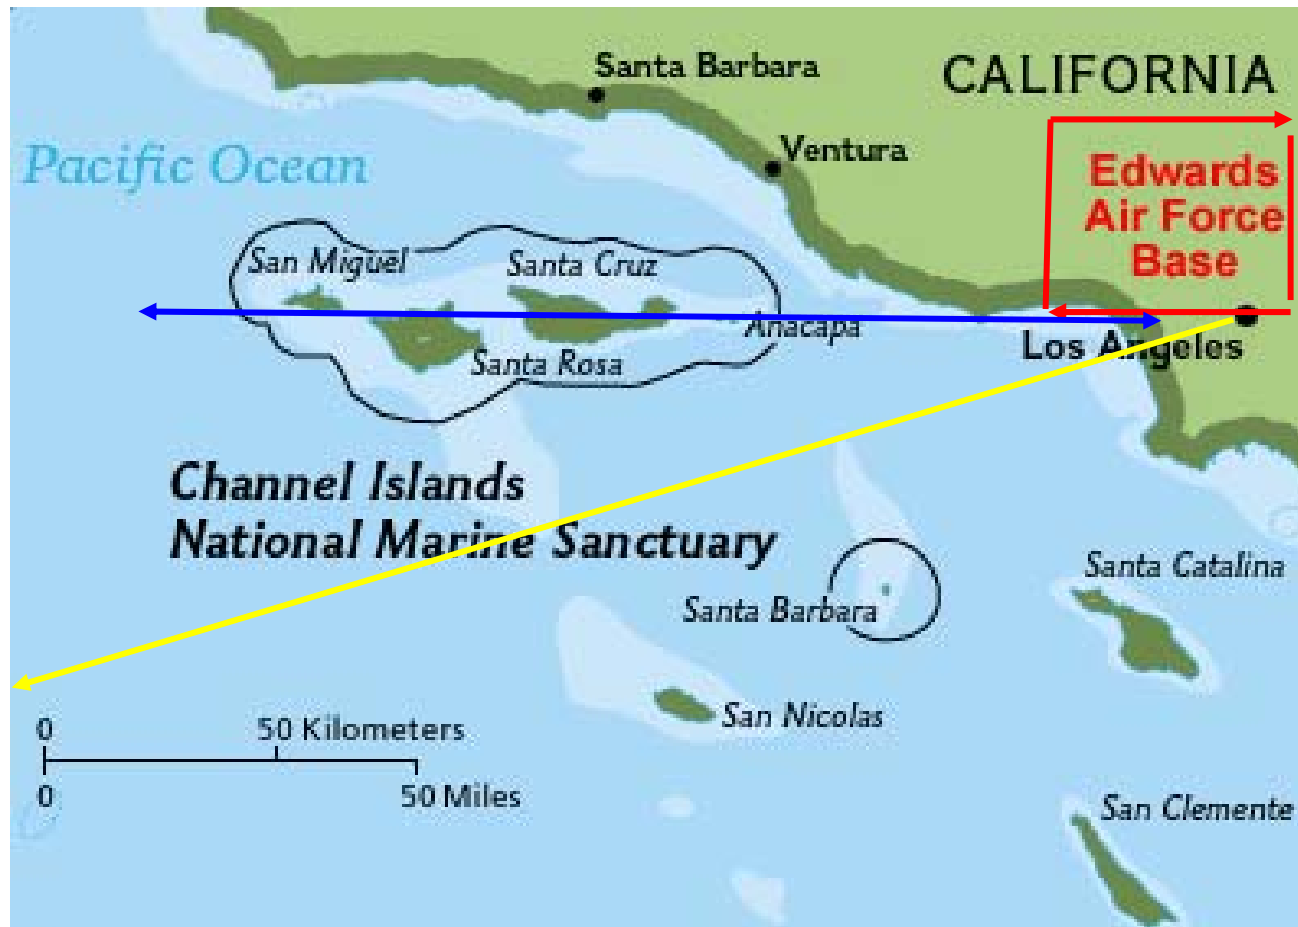 Santa Barbara
CALIFORNIA
Ventura
Pacific Ocean
Edwards
Air Force
Base
San Miguel
Santa Cruz
Anacapa
Los Angeles
Santa Rosa
Channel Islands
National Marine Sanctuary
Santa Catalina
Santa Barbara
San Nicolas
0
50 Kilometers
0
50 Miles
San Clemente